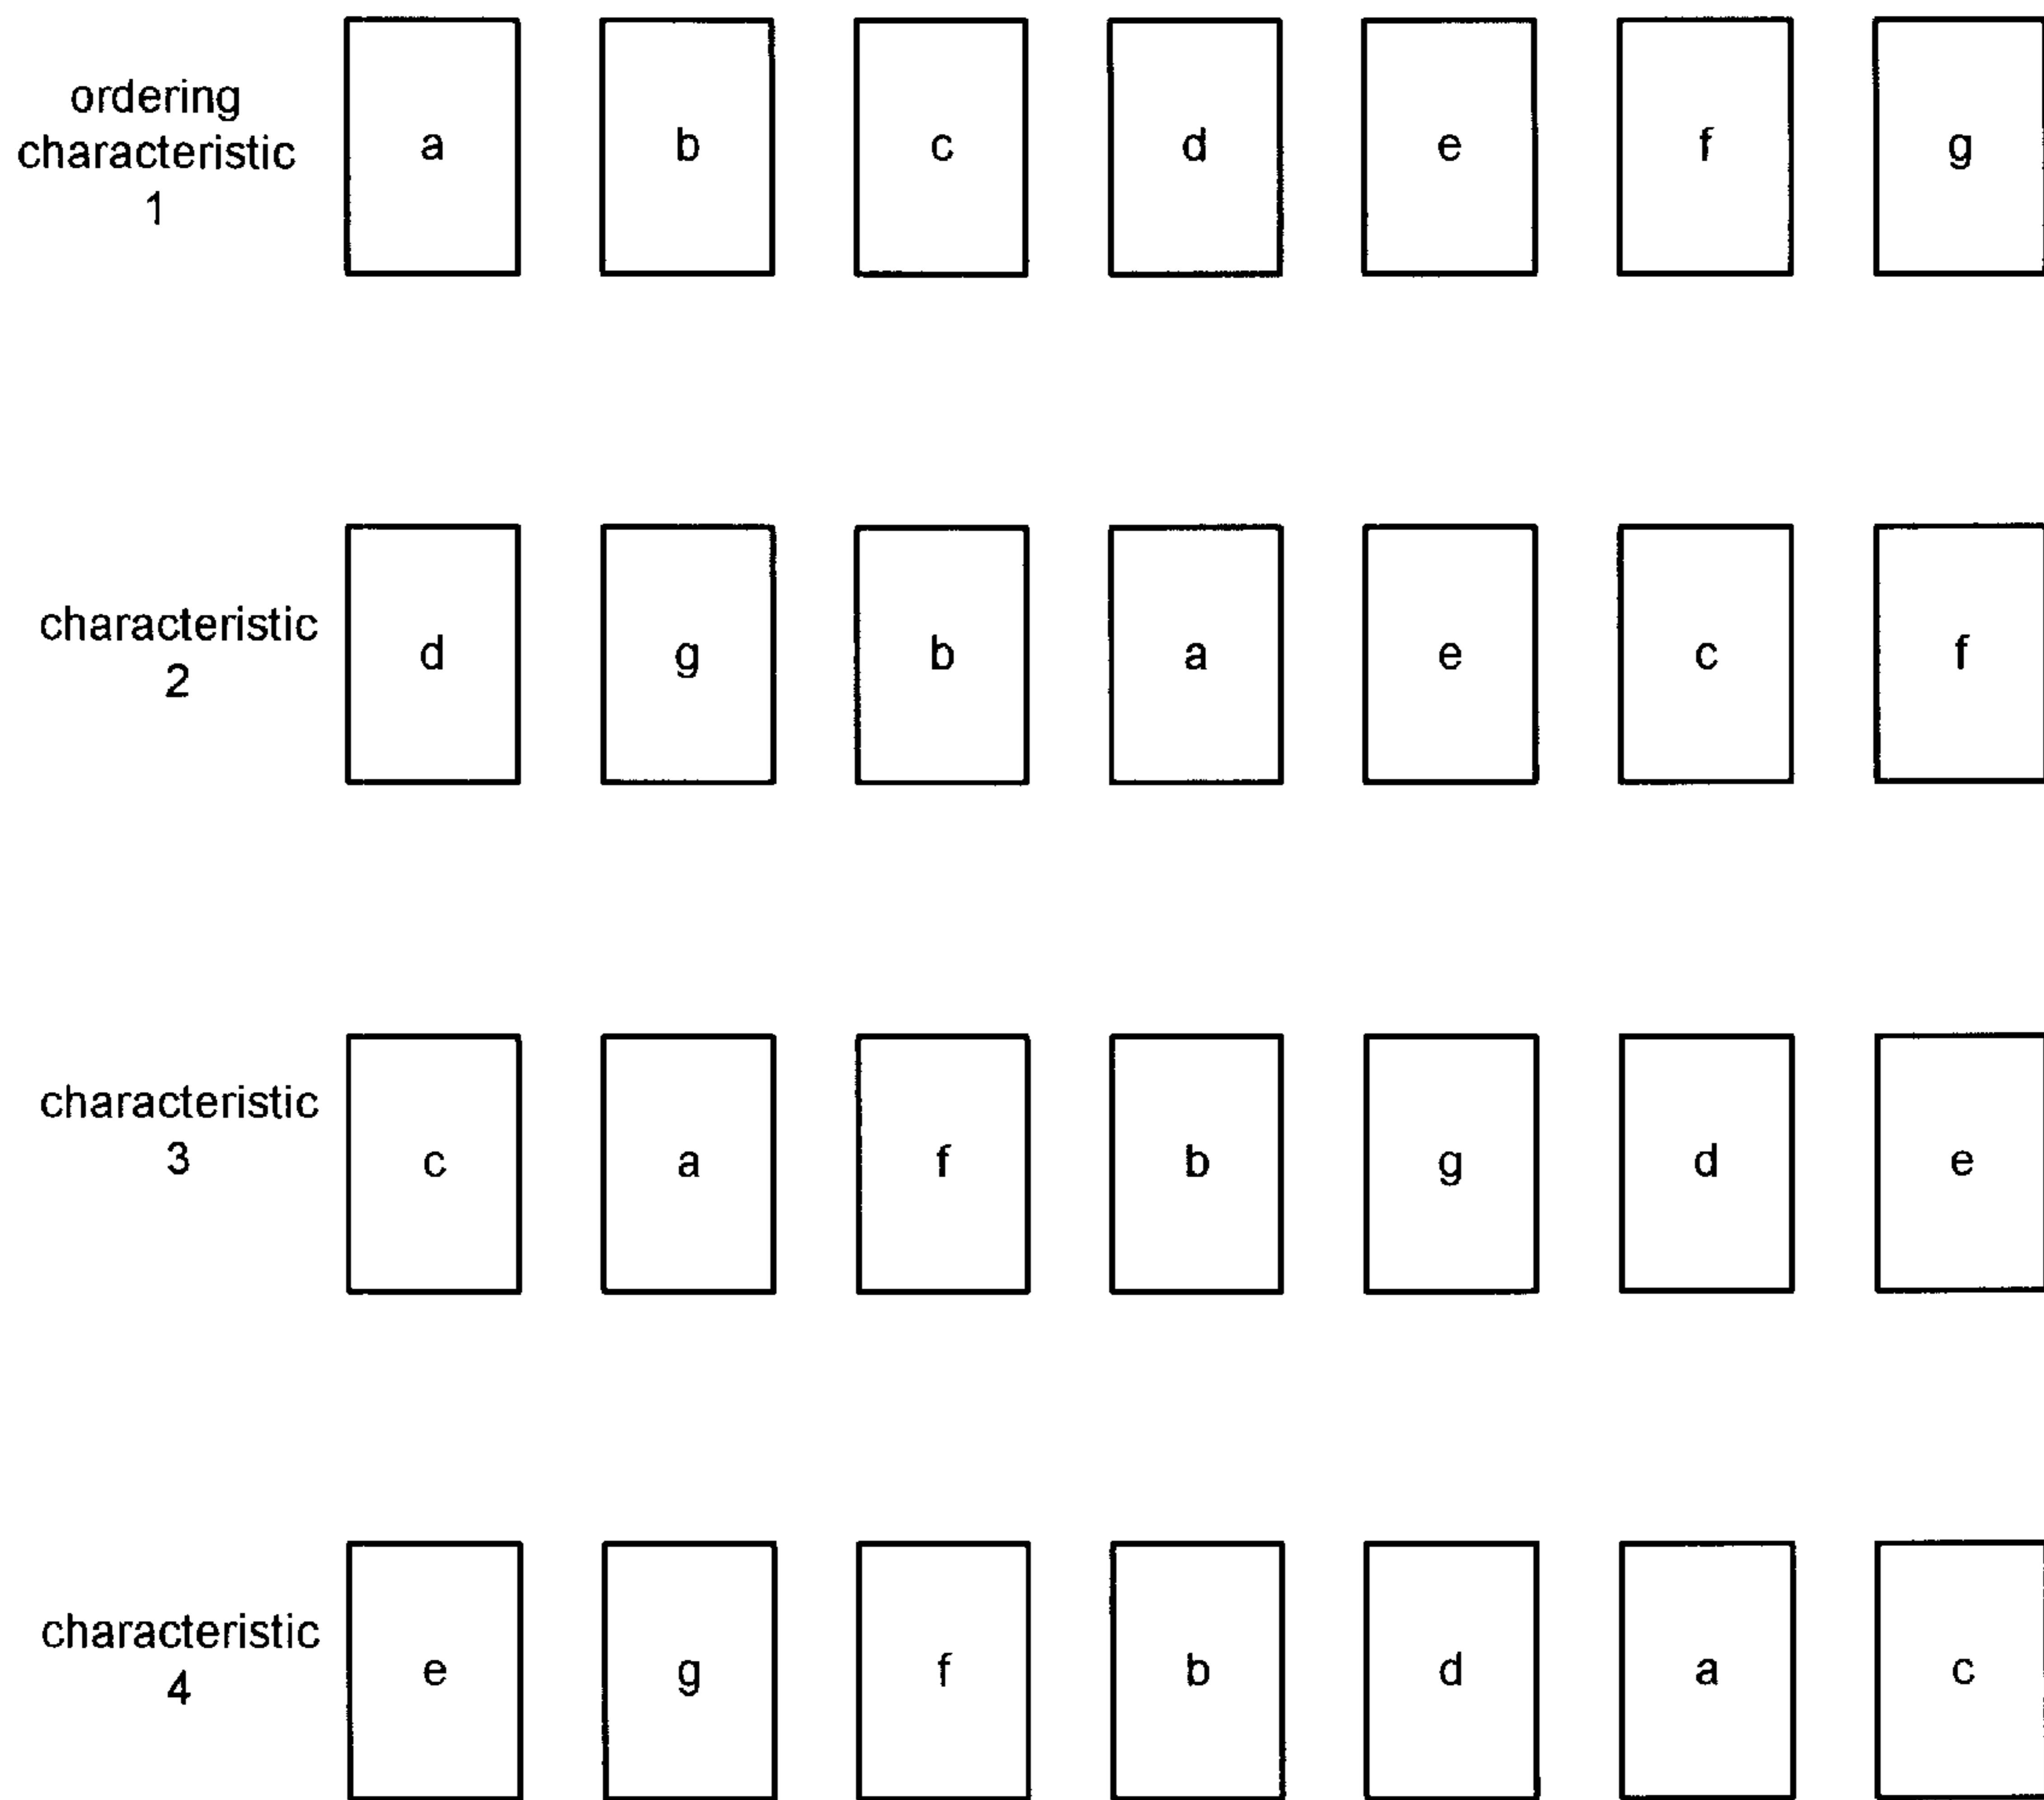 ordering
characteristic
1
a b c d e f g
characteristic
2
d g b a e c f
characteristic
3
c a f b g d e
characteristic
4
e g f b d a c